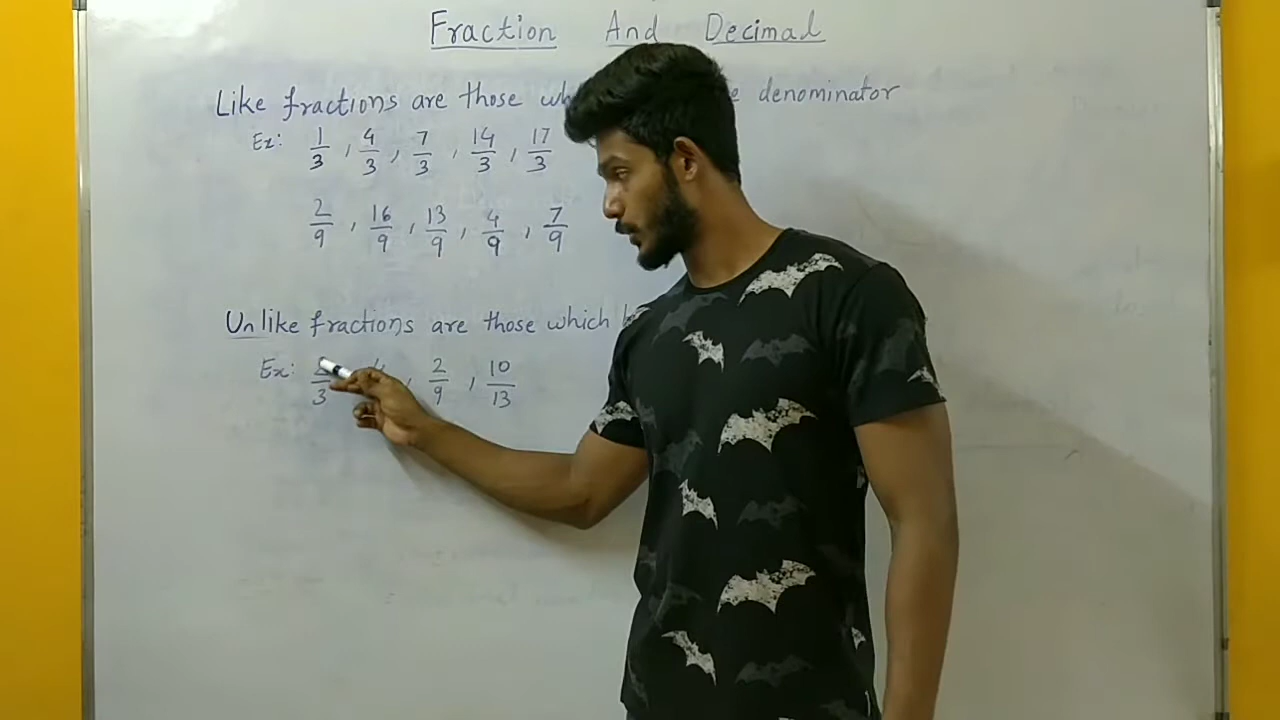 Fraction And Decimal
Like fractions are those denominator
Ex: 1/3 , 4/3 , 7/3 , 14/3 , 17/3
2/9 , 16/9 , 13/9 , 4/9 , 7/9
Unlike fractions are those which
Ex: 3 , 2/9 , 10/13